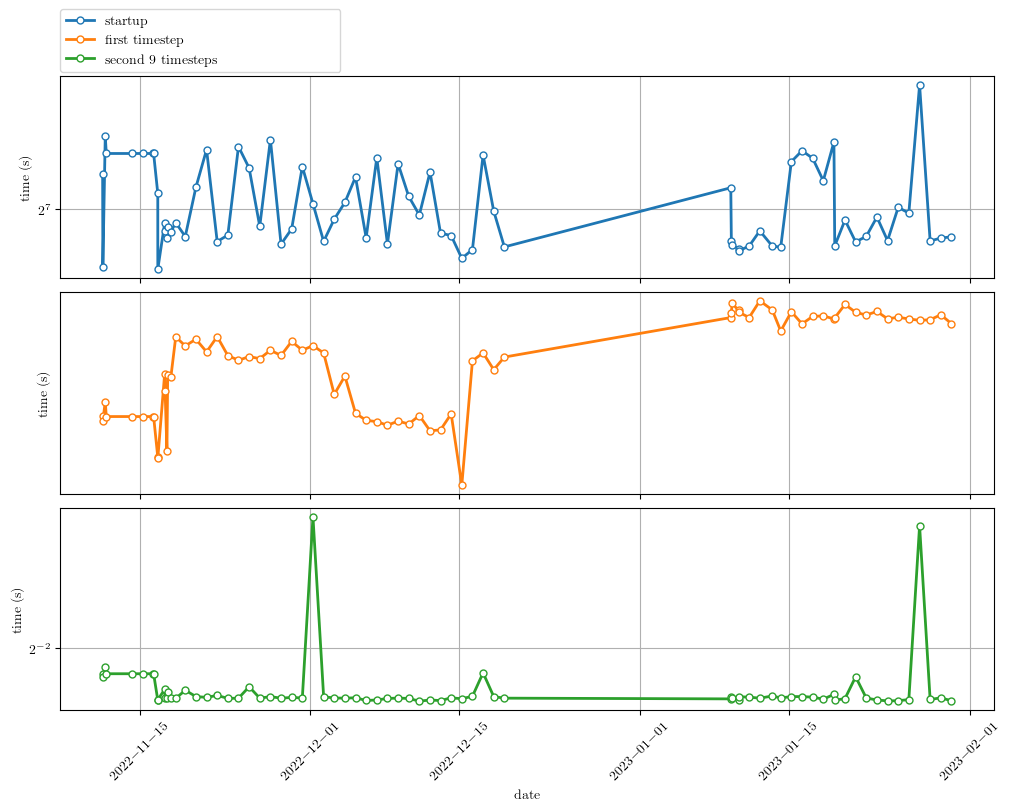 startup
first timestep
second 9 timesteps
time (s)
2^7
time (s)
time (s)
2^−2
2022−11−15
2022−12−01
2022−12−15
2023−01−01
2023−01−15
2023−02−01
date